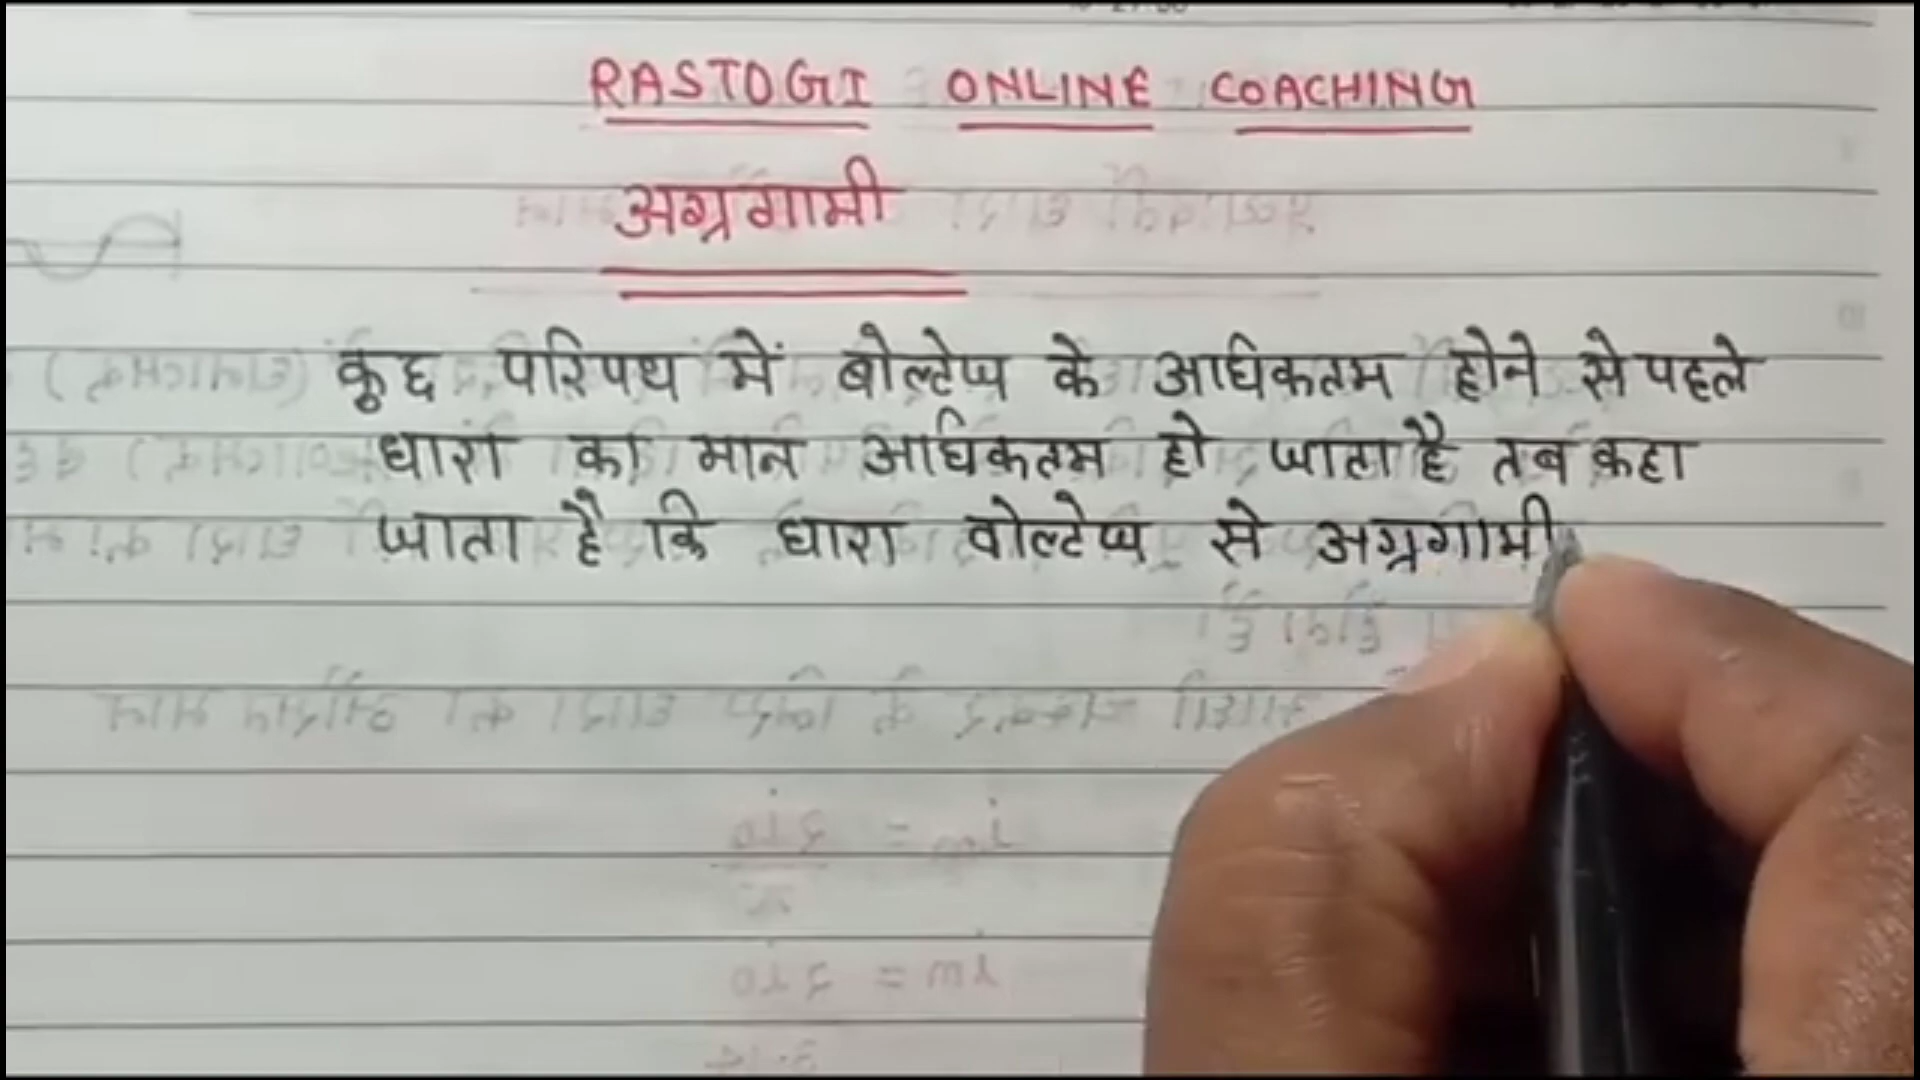 RASTOGI ONLINE COACHING
अग्रगामी
कुछ परिपथ में बोल्टेज के अधिकतम होने से पहले
धारा का मान अधिकतम हो जाता है तब कहा
जाता है कि धारा वोल्टेज से अग्रगामी